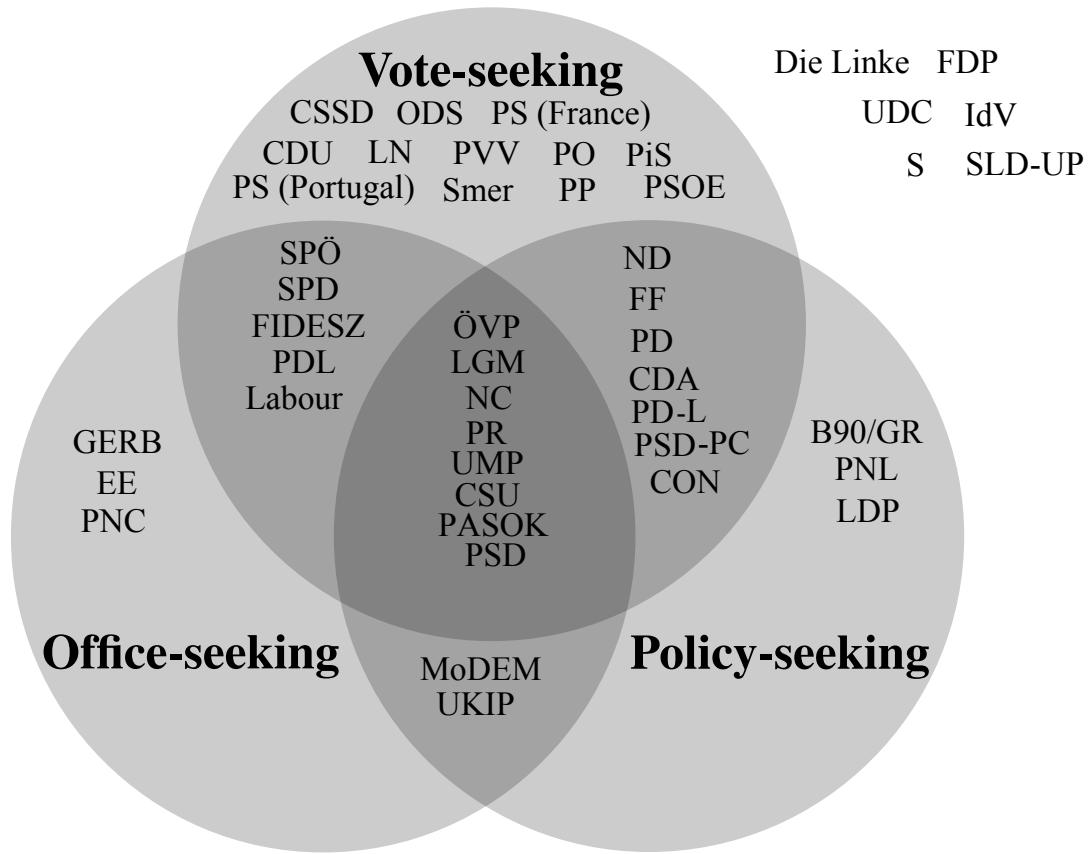 Vote-seeking
CSSD ODS PS (France)
CDU LN PVV PO PiS
PS (Portugal) Smer PP PSOE
Die Linke FDP
UDC IdV
S SLD-UP
SPÖ
SPD
FIDESZ
PDL
Labour
ÖVP
LGM
NC
PR
UMP
CSU
PASOK
PSD
ND
FF
PD
CDA
PD-L
PSD-PC
CON
GERB
EE
PNC
B90/GR
PNL
LDP
Office-seeking
Policy-seeking
MoDEM
UKIP